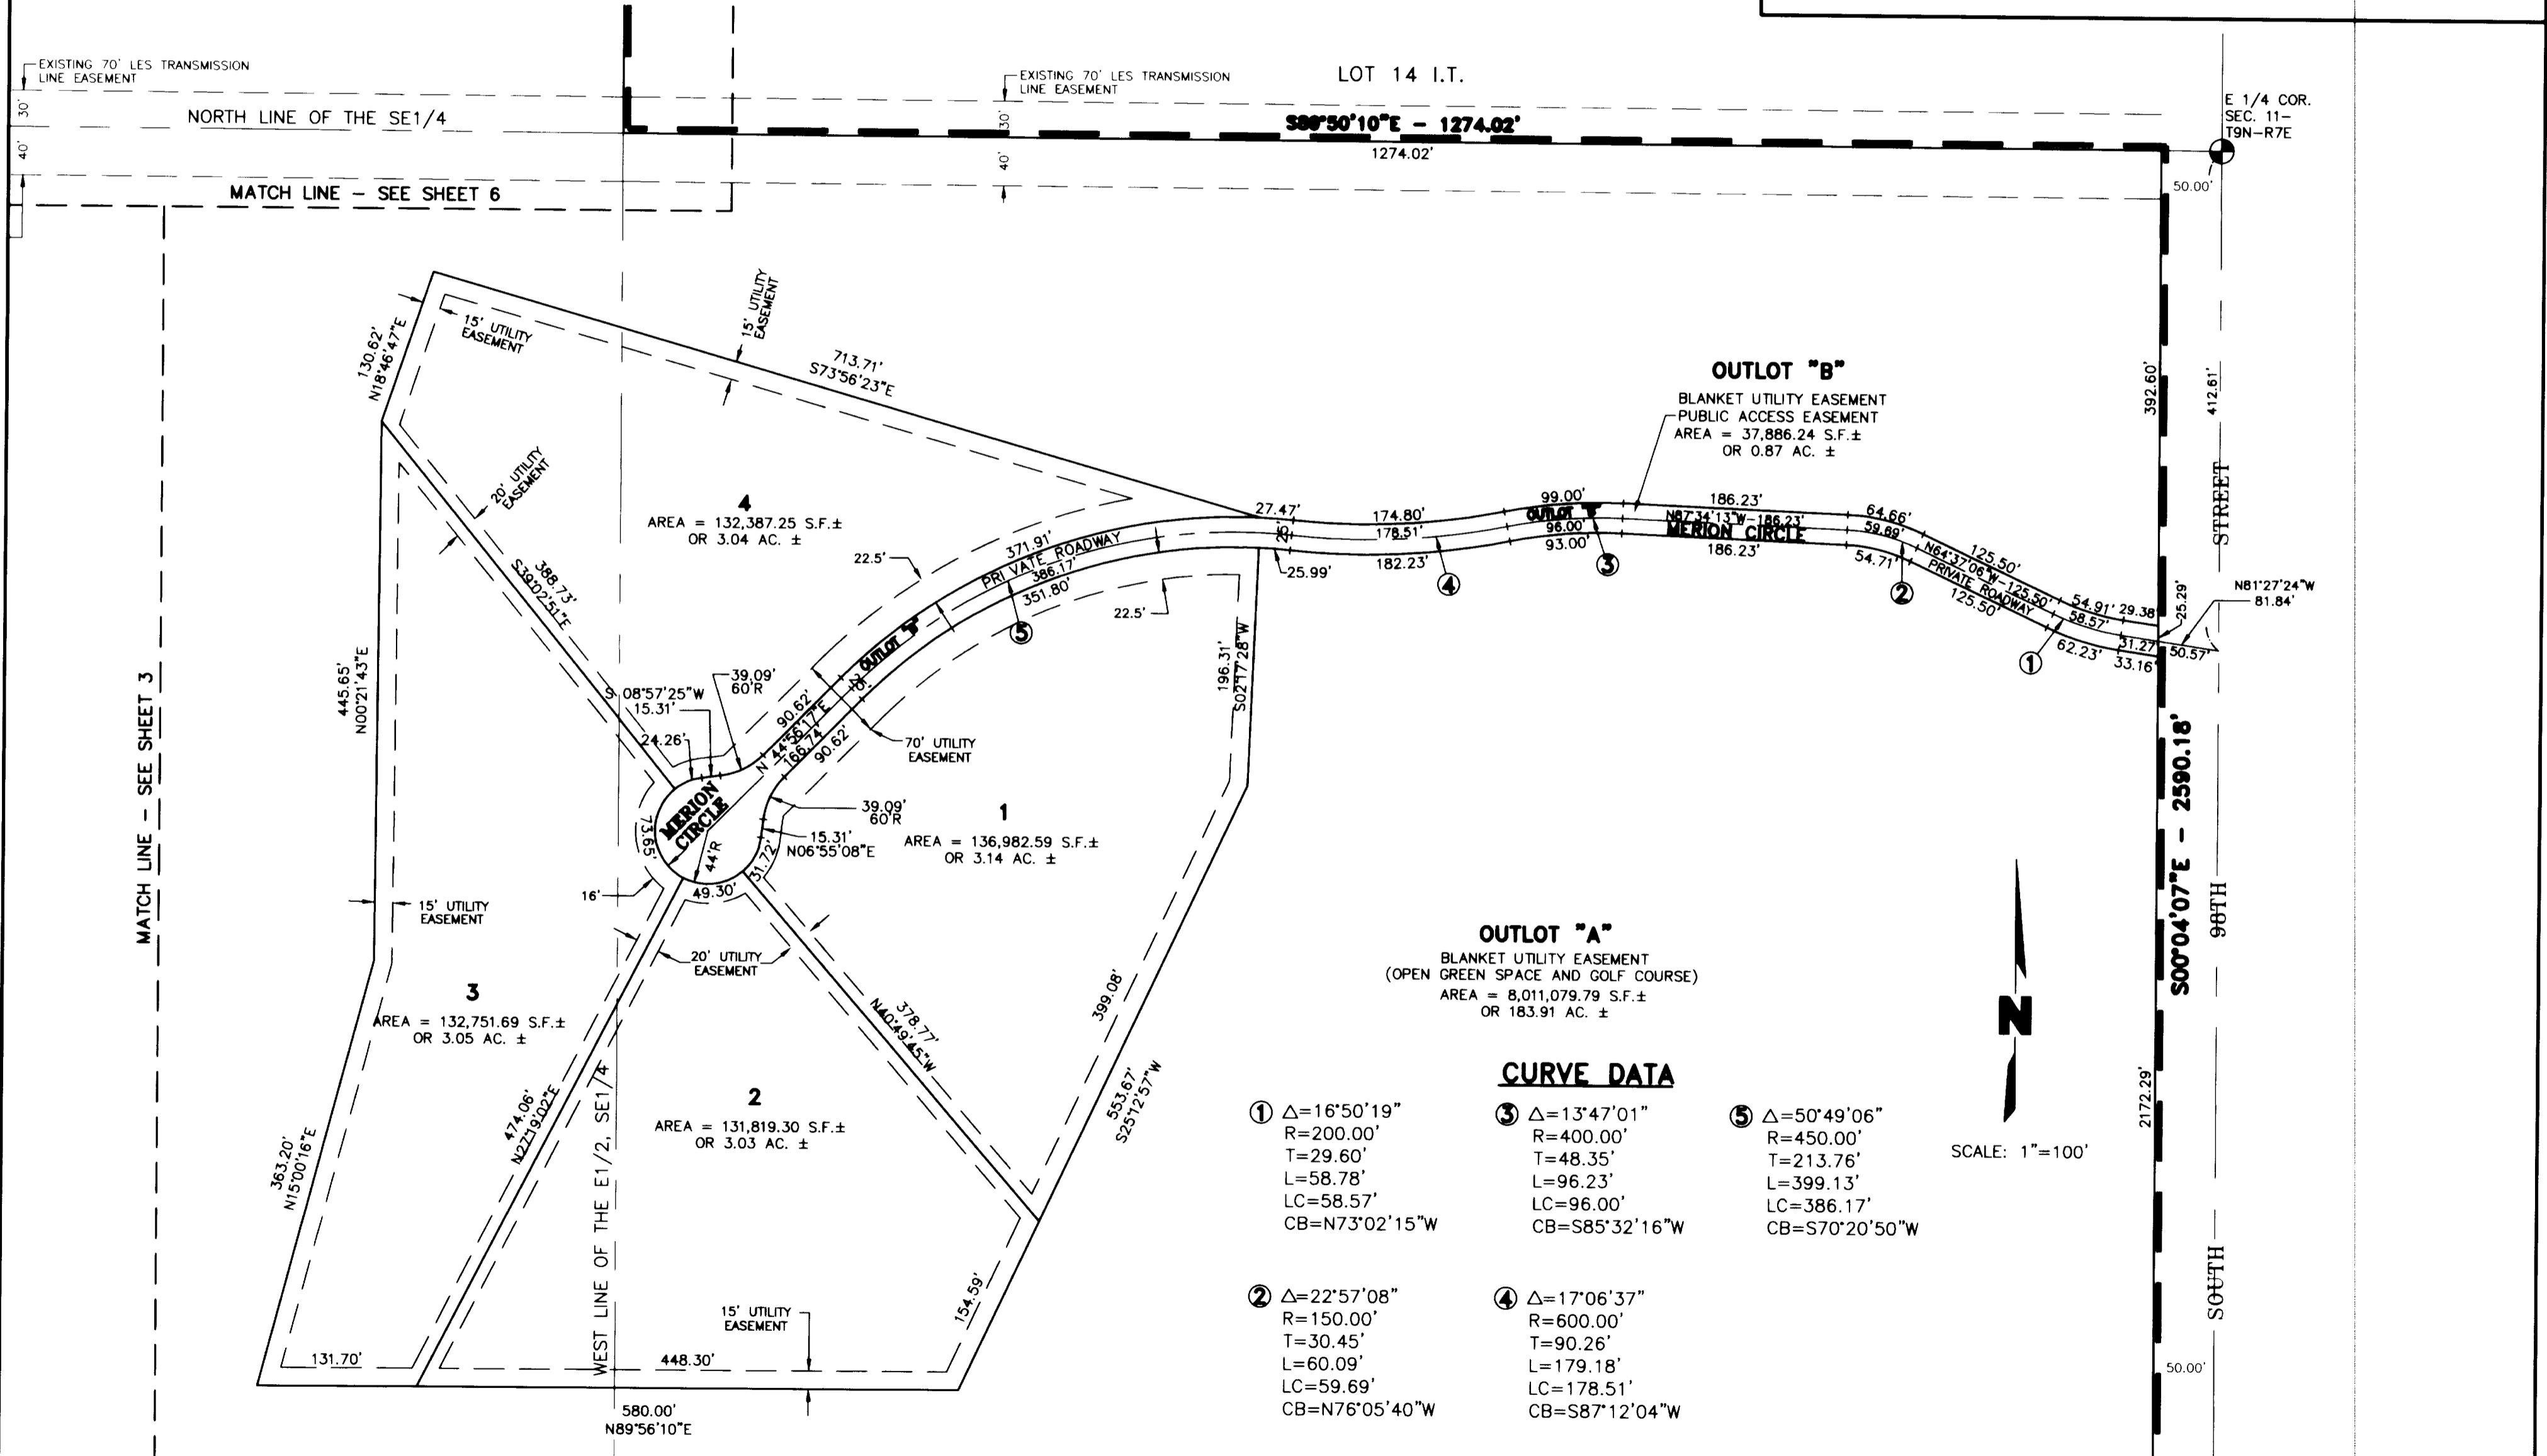 EXISTING 70' LES TRANSMISSION
LINE EASEMENT
30'
40'
NORTH LINE OF THE SE1/4
MATCH LINE - SEE SHEET 6
EXISTING 70' LES TRANSMISSION
LINE EASEMENT
30'
40'
LOT 14 I.T.
1274.02'
E 1/4 COR.
SEC. 11-
T9N-R7E
50.00'
15' UTILITY
EASEMENT
130.62'
N18°46'47"E
15' UTILITY
EASEMENT
713.71'
S73°56'23"E
20' UTILITY
EASEMENT
4
AREA = 132,387.25 S.F.±
OR 3.04 AC. ±
388.73'
S39°02'51"E
22.5'
371.91'
PRIVATE ROADWAY
386.17'
351.80'
⑤
22.5'
OUTLOT "B"
25'
OUTLOT "B"
BLANKET UTILITY EASEMENT
PUBLIC ACCESS EASEMENT
AREA = 37,886.24 S.F.±
OR 0.87 AC. ±
27.47'
25'
25.99'
174.80'
178.51'
182.23'
④
99.00'
OUTLOT "B"
96.00'
93.00'
③
186.23'
N87°34'13"W-186.23'
MERION CIRCLE
186.23'
64.66'
59.69'
54.71'
②
125.50'
N64°37'06"W-125.50'
PRIVATE ROADWAY
125.50'
54.91'
58.57'
62.23'
①
29.38'
31.27'
33.16'
25.29'
50.57'
N81°27'24"W
81.84'
392.60'
412.61'
STREET
98TH
SOUTH
S00°04'07"E - 2590.18'
2172.29'
50.00'
MATCH LINE - SEE SHEET 3
445.65'
N00°21'43"E
S 08°57'25"W
15.31'
24.26'
39.09'
60'R
90.62'
N 44°56'17"E
166.74'
90.62'
70' UTILITY
EASEMENT
196.31'
S02°17'28"W
MERION
CIRCLE
44'R
73.65'
49.30'
31.72'
16'
39.09'
60'R
15.31'
N06°55'08"E
1
AREA = 136,982.59 S.F.±
OR 3.14 AC. ±
15' UTILITY
EASEMENT
20' UTILITY
EASEMENT
3
AREA = 132,751.69 S.F.±
OR 3.05 AC. ±
363.20'
N15°00'16"E
474.06'
N27°19'02"E
WEST LINE OF THE E1/2, SE1/4
378.77'
N40°49'45"W
399.08'
553.67'
S25°12'57"W
154.59'
2
AREA = 131,819.30 S.F.±
OR 3.03 AC. ±
15' UTILITY
EASEMENT
131.70'
448.30'
580.00'
N89°56'10"E
OUTLOT "A"
BLANKET UTILITY EASEMENT
(OPEN GREEN SPACE AND GOLF COURSE)
AREA = 8,011,079.79 S.F.±
OR 183.91 AC. ±
N
SCALE: 1"=100'
CURVE DATA
① △=16°50'19"
R=200.00'
T=29.60'
L=58.78'
LC=58.57'
CB=N73°02'15"W
③ △=13°47'01"
R=400.00'
T=48.35'
L=96.23'
LC=96.00'
CB=S85°32'16"W
⑤ △=50°49'06"
R=450.00'
T=213.76'
L=399.13'
LC=386.17'
CB=S70°20'50"W
② △=22°57'08"
R=150.00'
T=30.45'
L=60.09'
LC=59.69'
CB=N76°05'40"W
④ △=17°06'37"
R=600.00'
T=90.26'
L=179.18'
LC=178.51'
CB=S87°12'04"W